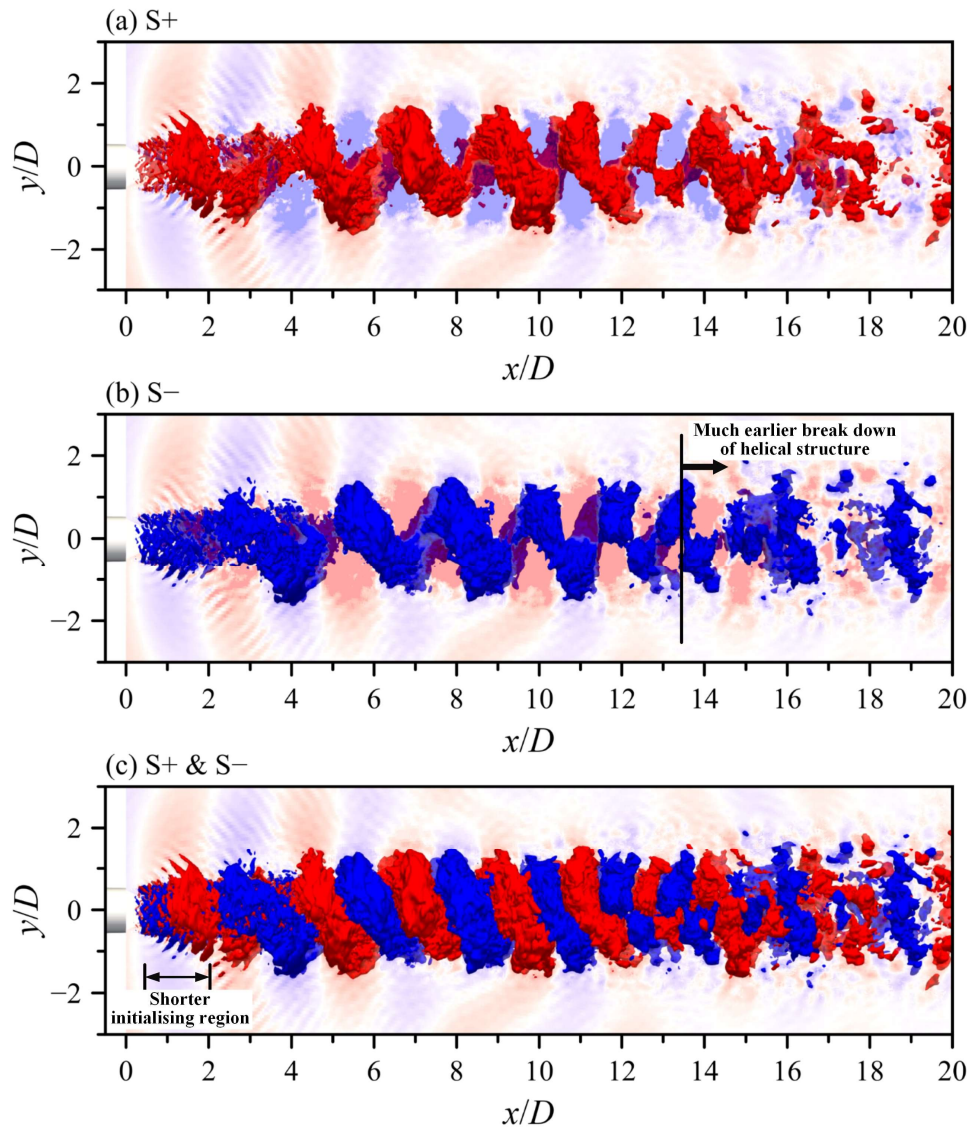 (a) S+
2
0
−2
y/D
0 2 4 6 8 10 12 14 16 18 20
x/D
(b) S−
Much earlier break down
of helical structure
2
0
−2
y/D
0 2 4 6 8 10 12 14 16 18 20
x/D
(c) S+ & S−
2
0
−2
y/D
Shorter
initialising region
0 2 4 6 8 10 12 14 16 18 20
x/D